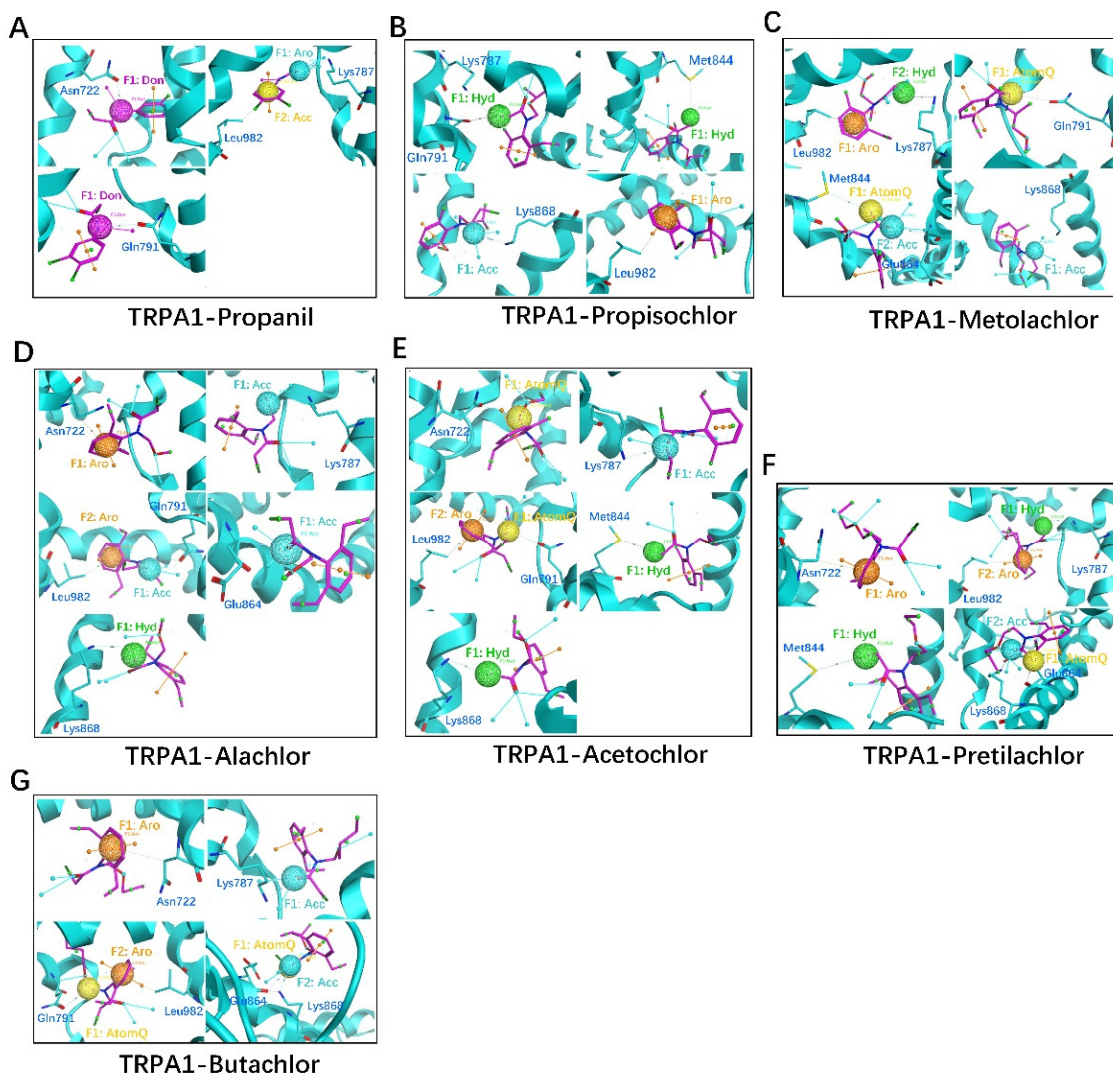 A
Asn722
F1: Don
F1: Aro
Lys787
F2: Acc
Leu982
F1: Don
Gln791
TRPA1-Propanil
B
Lys787
F1: Hyd
Gln791
Met844
F1: Hyd
Lys868
F1: Acc
F1: Aro
Leu982
TRPA1-Propisochlor
C
F2: Hyd
Leu982
F1: Aro
Lys787
F1: AtomQ
Gln791
Met844
F1: AtomQ
F2: Acc
Glu864
Lys868
F1: Acc
TRPA1-Metolachlor
D
Asn722
F1: Aro
F1: Acc
Lys787
F2: Aro
Gln791
Leu982
F1: Acc
F1: Acc
Glu864
F1: Hyd
Lys868
TRPA1-Alachlor
E
F1: AtomQ
Asn722
Lys787
F1: Acc
F2: Aro
F1: AtomQ
Leu982
Gln791
Met844
F1: Hyd
F1: Hyd
Lys868
TRPA1-Acetochlor
F
Asn722
F1: Aro
F1: Hyd
F2: Aro
Lys787
Leu982
F1: Hyd
Met844
F2: Acc
F1: AtomQ
Glu864
Lys868
TRPA1-Pretilachlor
G
F1: Aro
Asn722
Lys787
F1: Acc
F2: Aro
Gln791
Leu982
F1: AtomQ
F1: AtomQ
F2: Acc
Glu864
Lys868
TRPA1-Butachlor